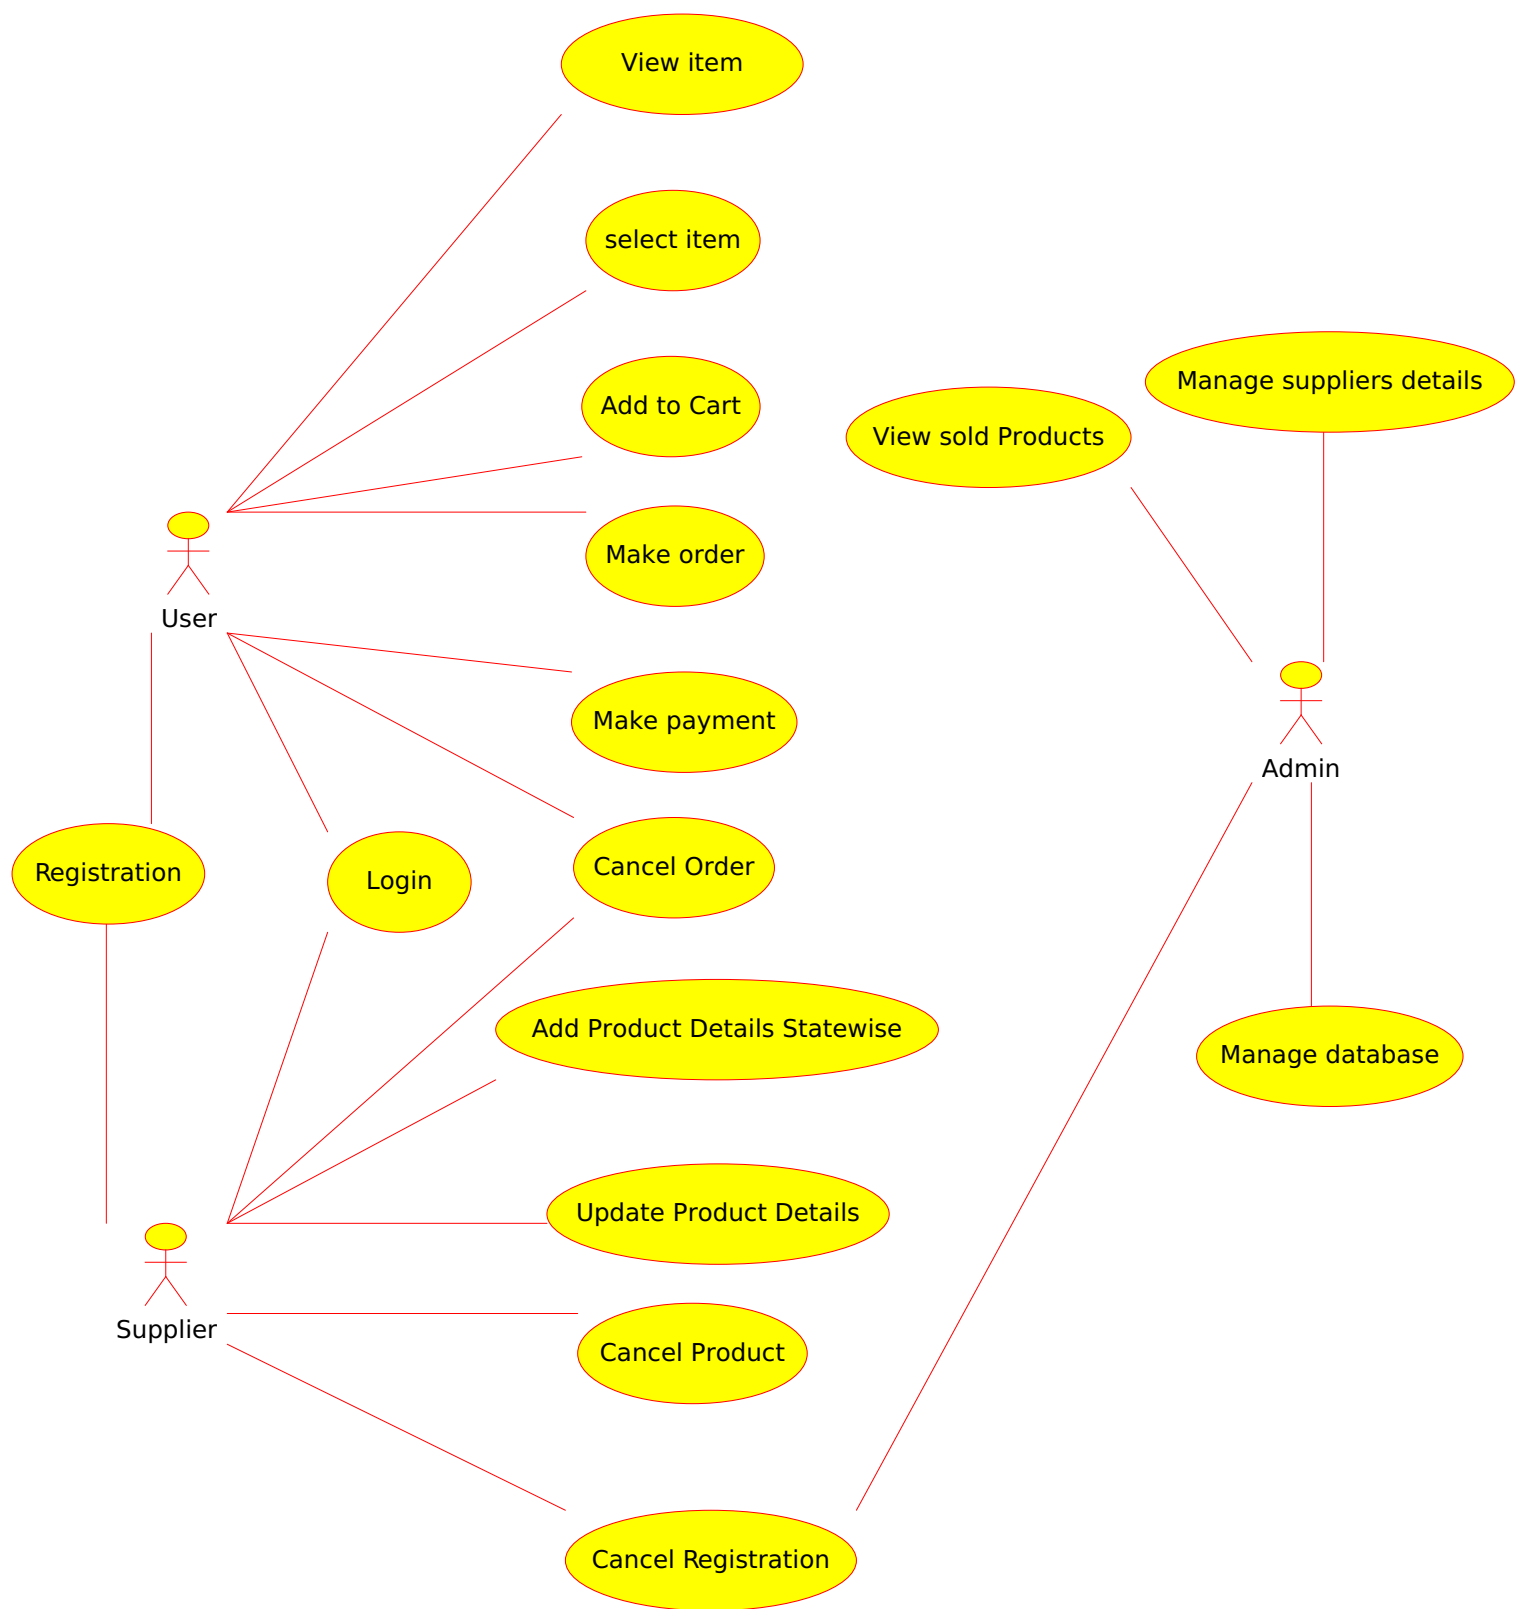 View item
select item
Add to Cart
Manage suppliers details
View sold Products
Make order
User
Make payment
Admin
Registration
Login
Cancel Order
Add Product Details Statewise
Manage database
Update Product Details
Supplier
Cancel Product
Cancel Registration